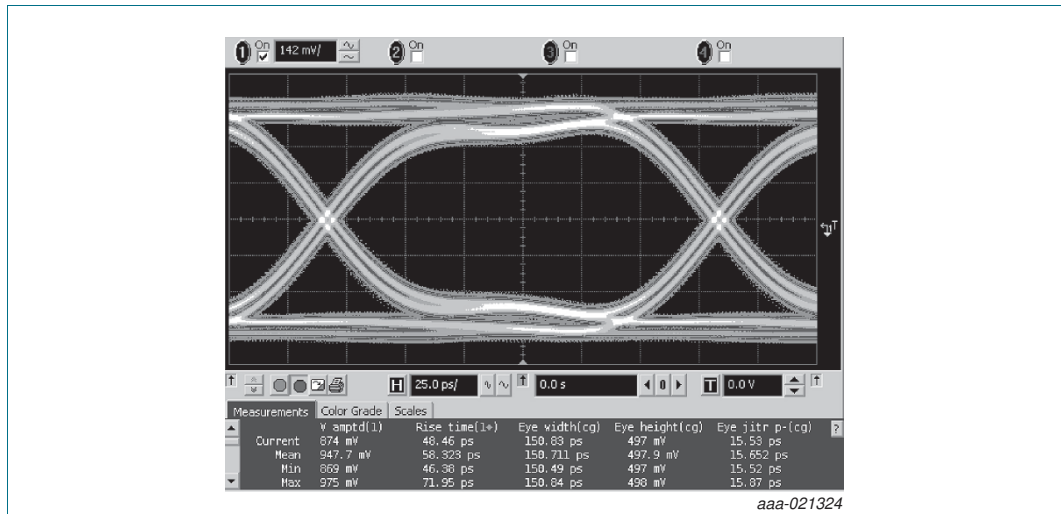 1 On 142 mV/ 2 On 3 On 4 On
T
H 25.0 ps/ 0.0 s 0 T 0.0 V
Measurements Color Grade Scales
V amptd(1) Rise time(1+) Eye width(cg) Eye height(cg) Eye jitr p-(cg) ?
Current 874 mV 48.46 ps 150.83 ps 497 mV 15.53 ps
Mean 947.7 mV 58.323 ps 150.711 ps 497.9 mV 15.652 ps
Min 869 mV 46.38 ps 150.49 ps 497 mV 15.52 ps
Max 975 mV 71.95 ps 150.84 ps 498 mV 15.87 ps
aaa-021324